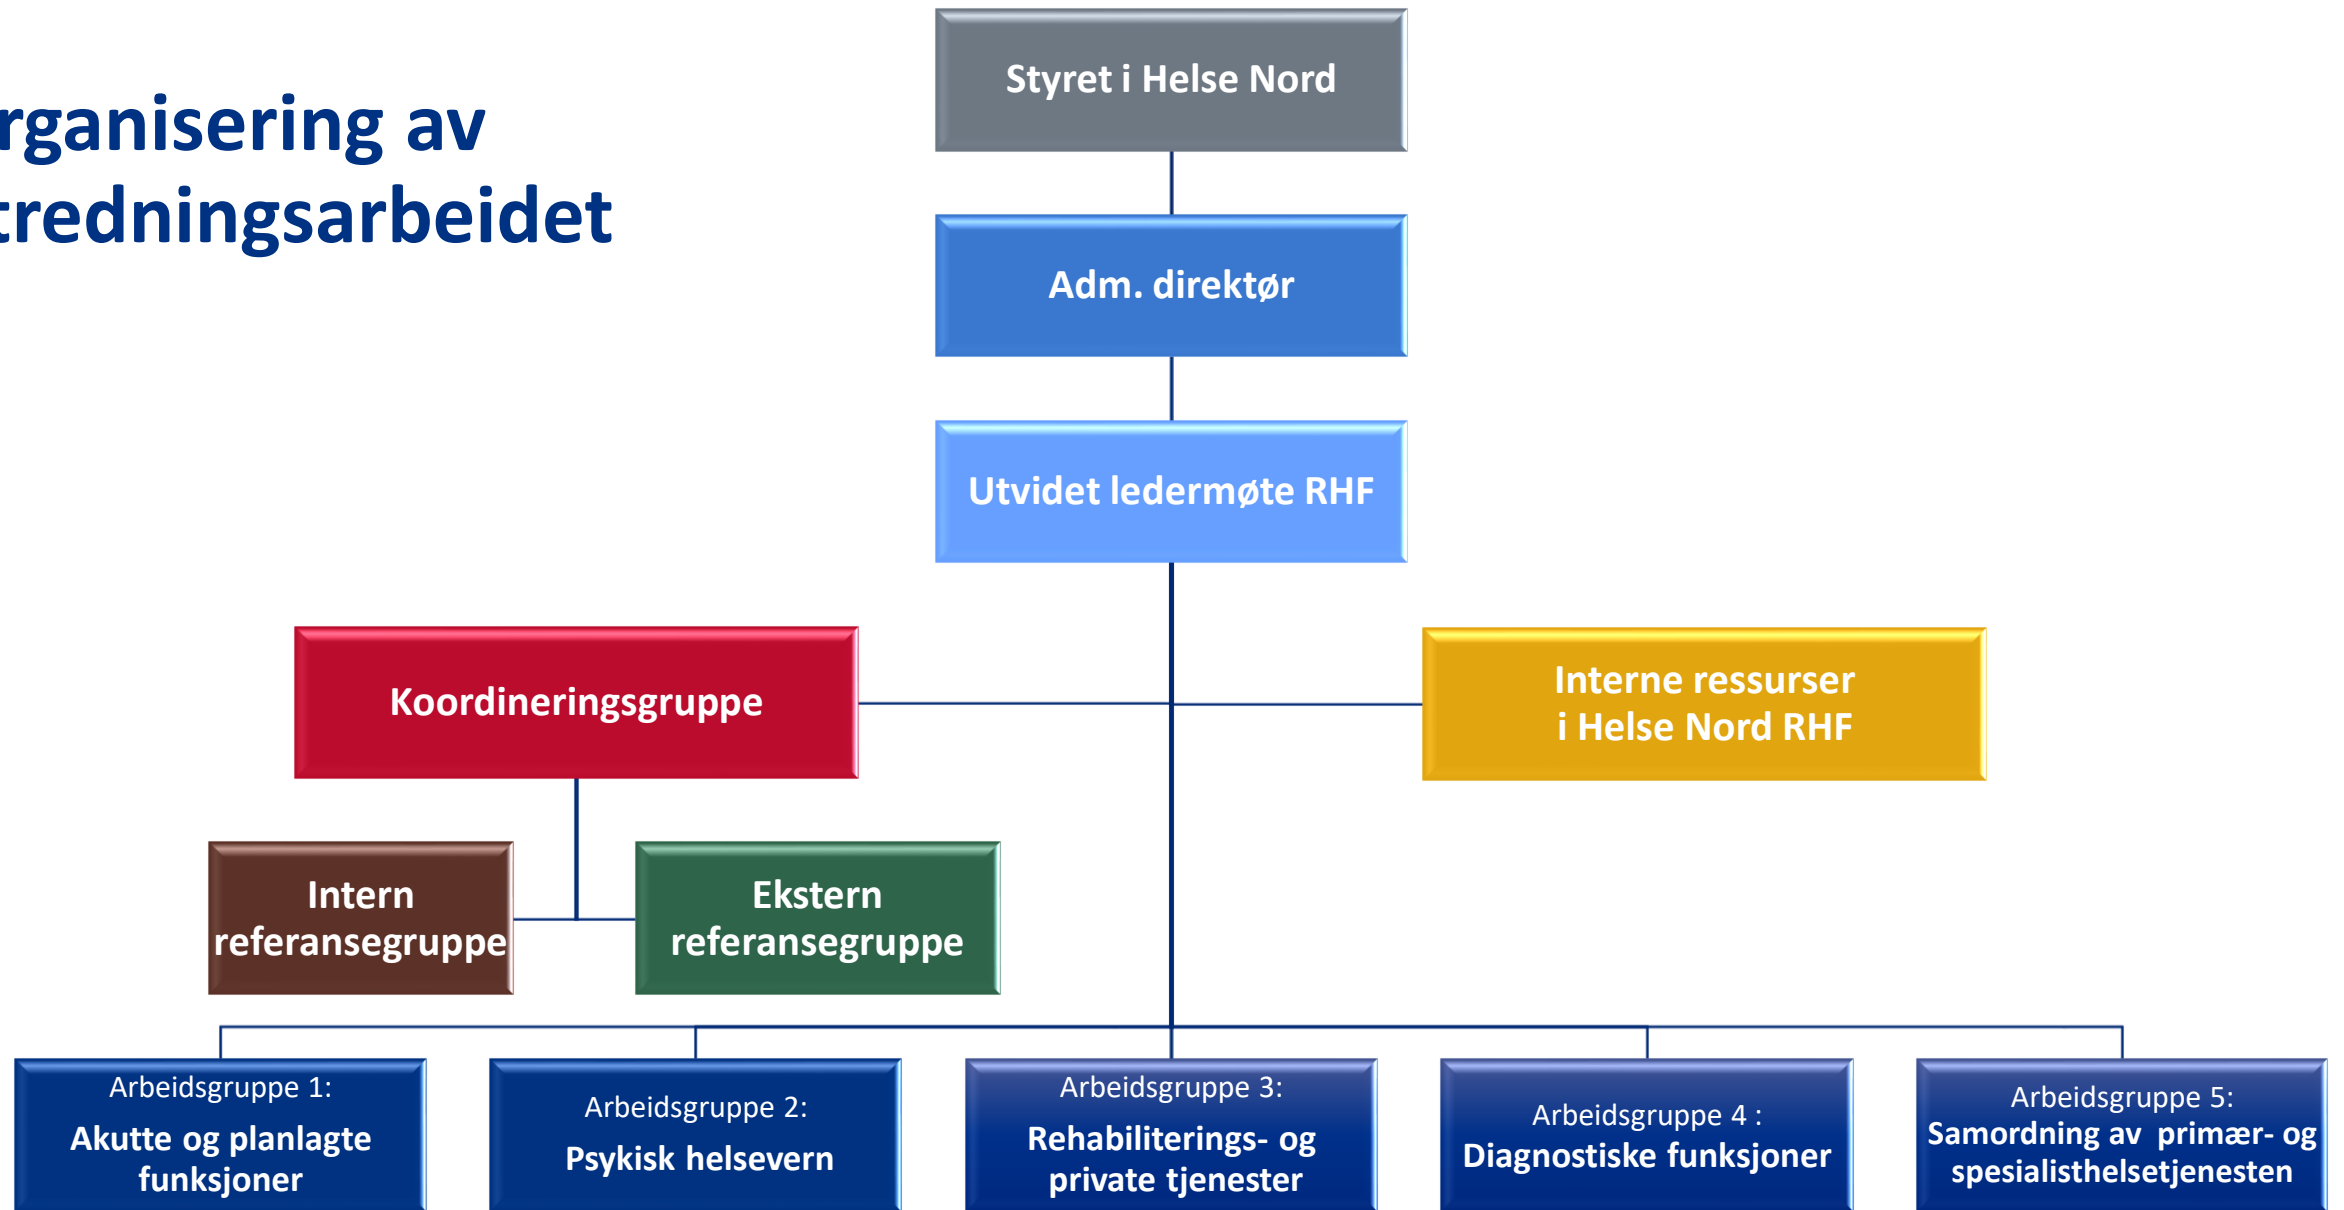 rganisering av
tredningsarbeidet
Styret i Helse Nord
Adm. direktør
Utvidet ledermøte RHF
Koordineringsgruppe
Interne ressurser
i Helse Nord RHF
Intern
referansegruppe
Ekstern
referansegruppe
Arbeidsgruppe 1:
Akutte og planlagte
funksjoner
Arbeidsgruppe 2:
Psykisk helsevern
Arbeidsgruppe 3:
Rehabiliterings- og
private tjenester
Arbeidsgruppe 4 :
Diagnostiske funksjoner
Arbeidsgruppe 5:
Samordning av  primær- og
spesialisthelsetjenesten